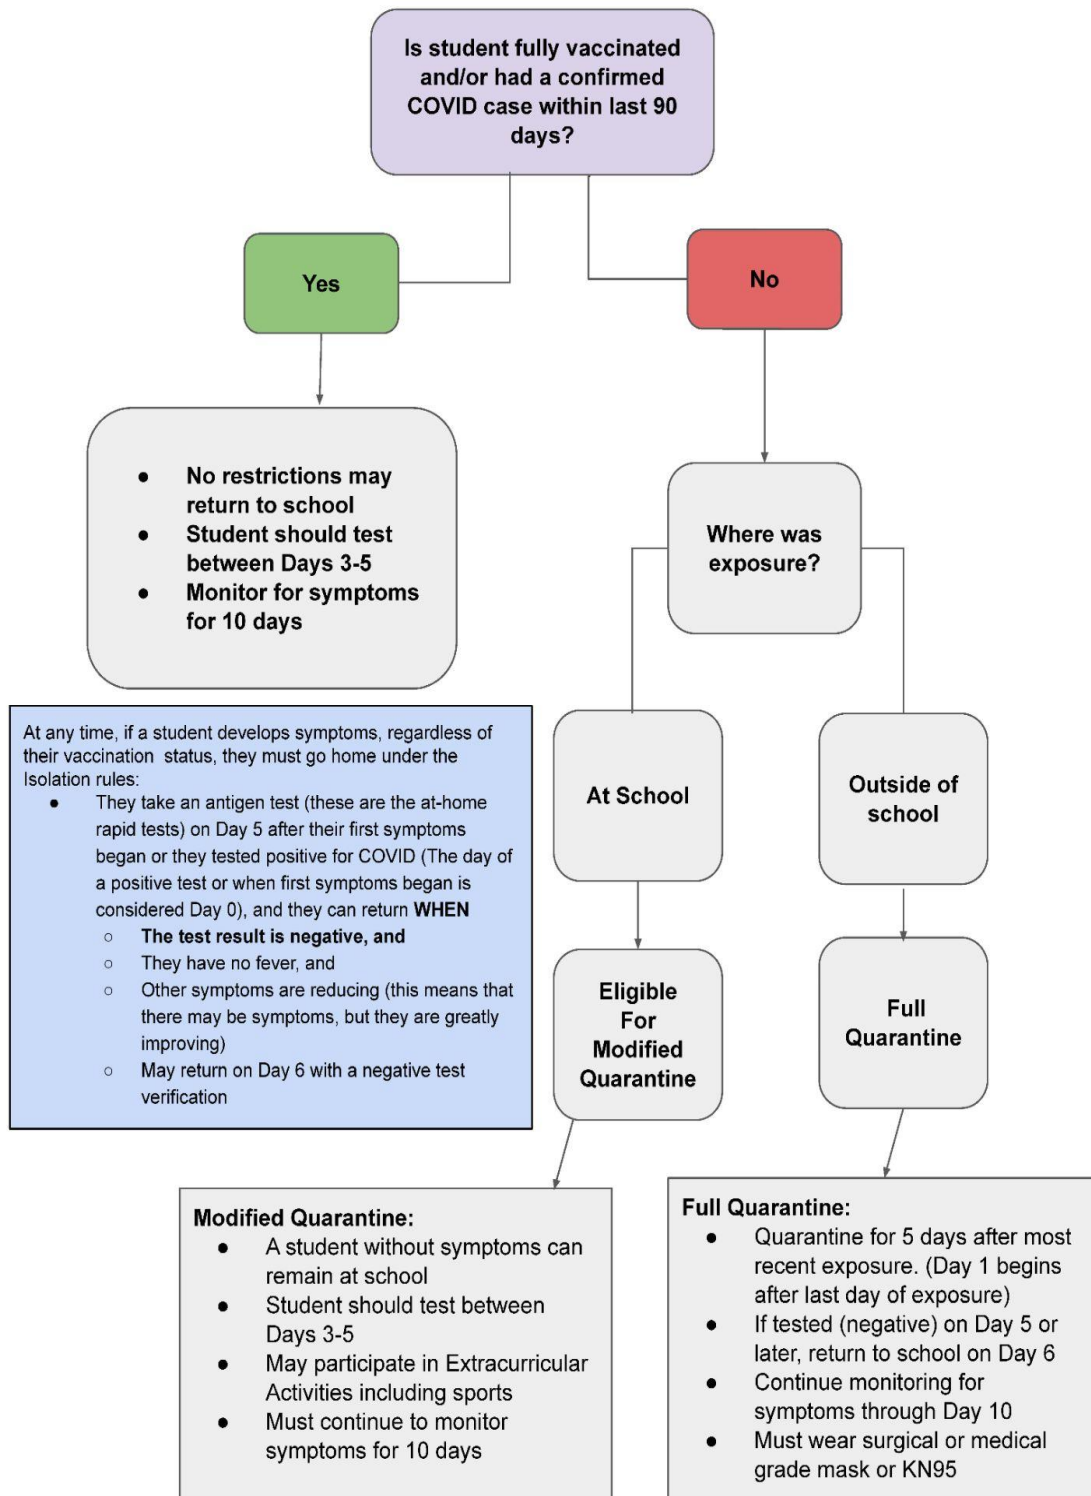 Is student fully vaccinated
and/or had a confirmed
COVID case within last 90
days?
Yes
No
● No restrictions may
return to school
● Student should test
between Days 3-5
● Monitor for symptoms
for 10 days
Where was
exposure?
At any time, if a student develops symptoms, regardless of
their vaccination status, they must go home under the
Isolation rules:
● They take an antigen test (these are the at-home
rapid tests) on Day 5 after their first symptoms
began or they tested positive for COVID (The day of
a positive test or when first symptoms began is
considered Day 0), and they can return WHEN
○ The test result is negative, and
○ They have no fever, and
○ Other symptoms are reducing (this means that
there may be symptoms, but they are greatly
improving)
○ May return on Day 6 with a negative test
verification
At School
Outside of
school
Eligible
For
Modified
Quarantine
Full
Quarantine
Modified Quarantine:
● A student without symptoms can
remain at school
● Student should test between
Days 3-5
● May participate in Extracurricular
Activities including sports
● Must continue to monitor
symptoms for 10 days
Full Quarantine:
● Quarantine for 5 days after most
recent exposure. (Day 1 begins
after last day of exposure)
● If tested (negative) on Day 5 or
later, return to school on Day 6
● Continue monitoring for
symptoms through Day 10
● Must wear surgical or medical
grade mask or KN95